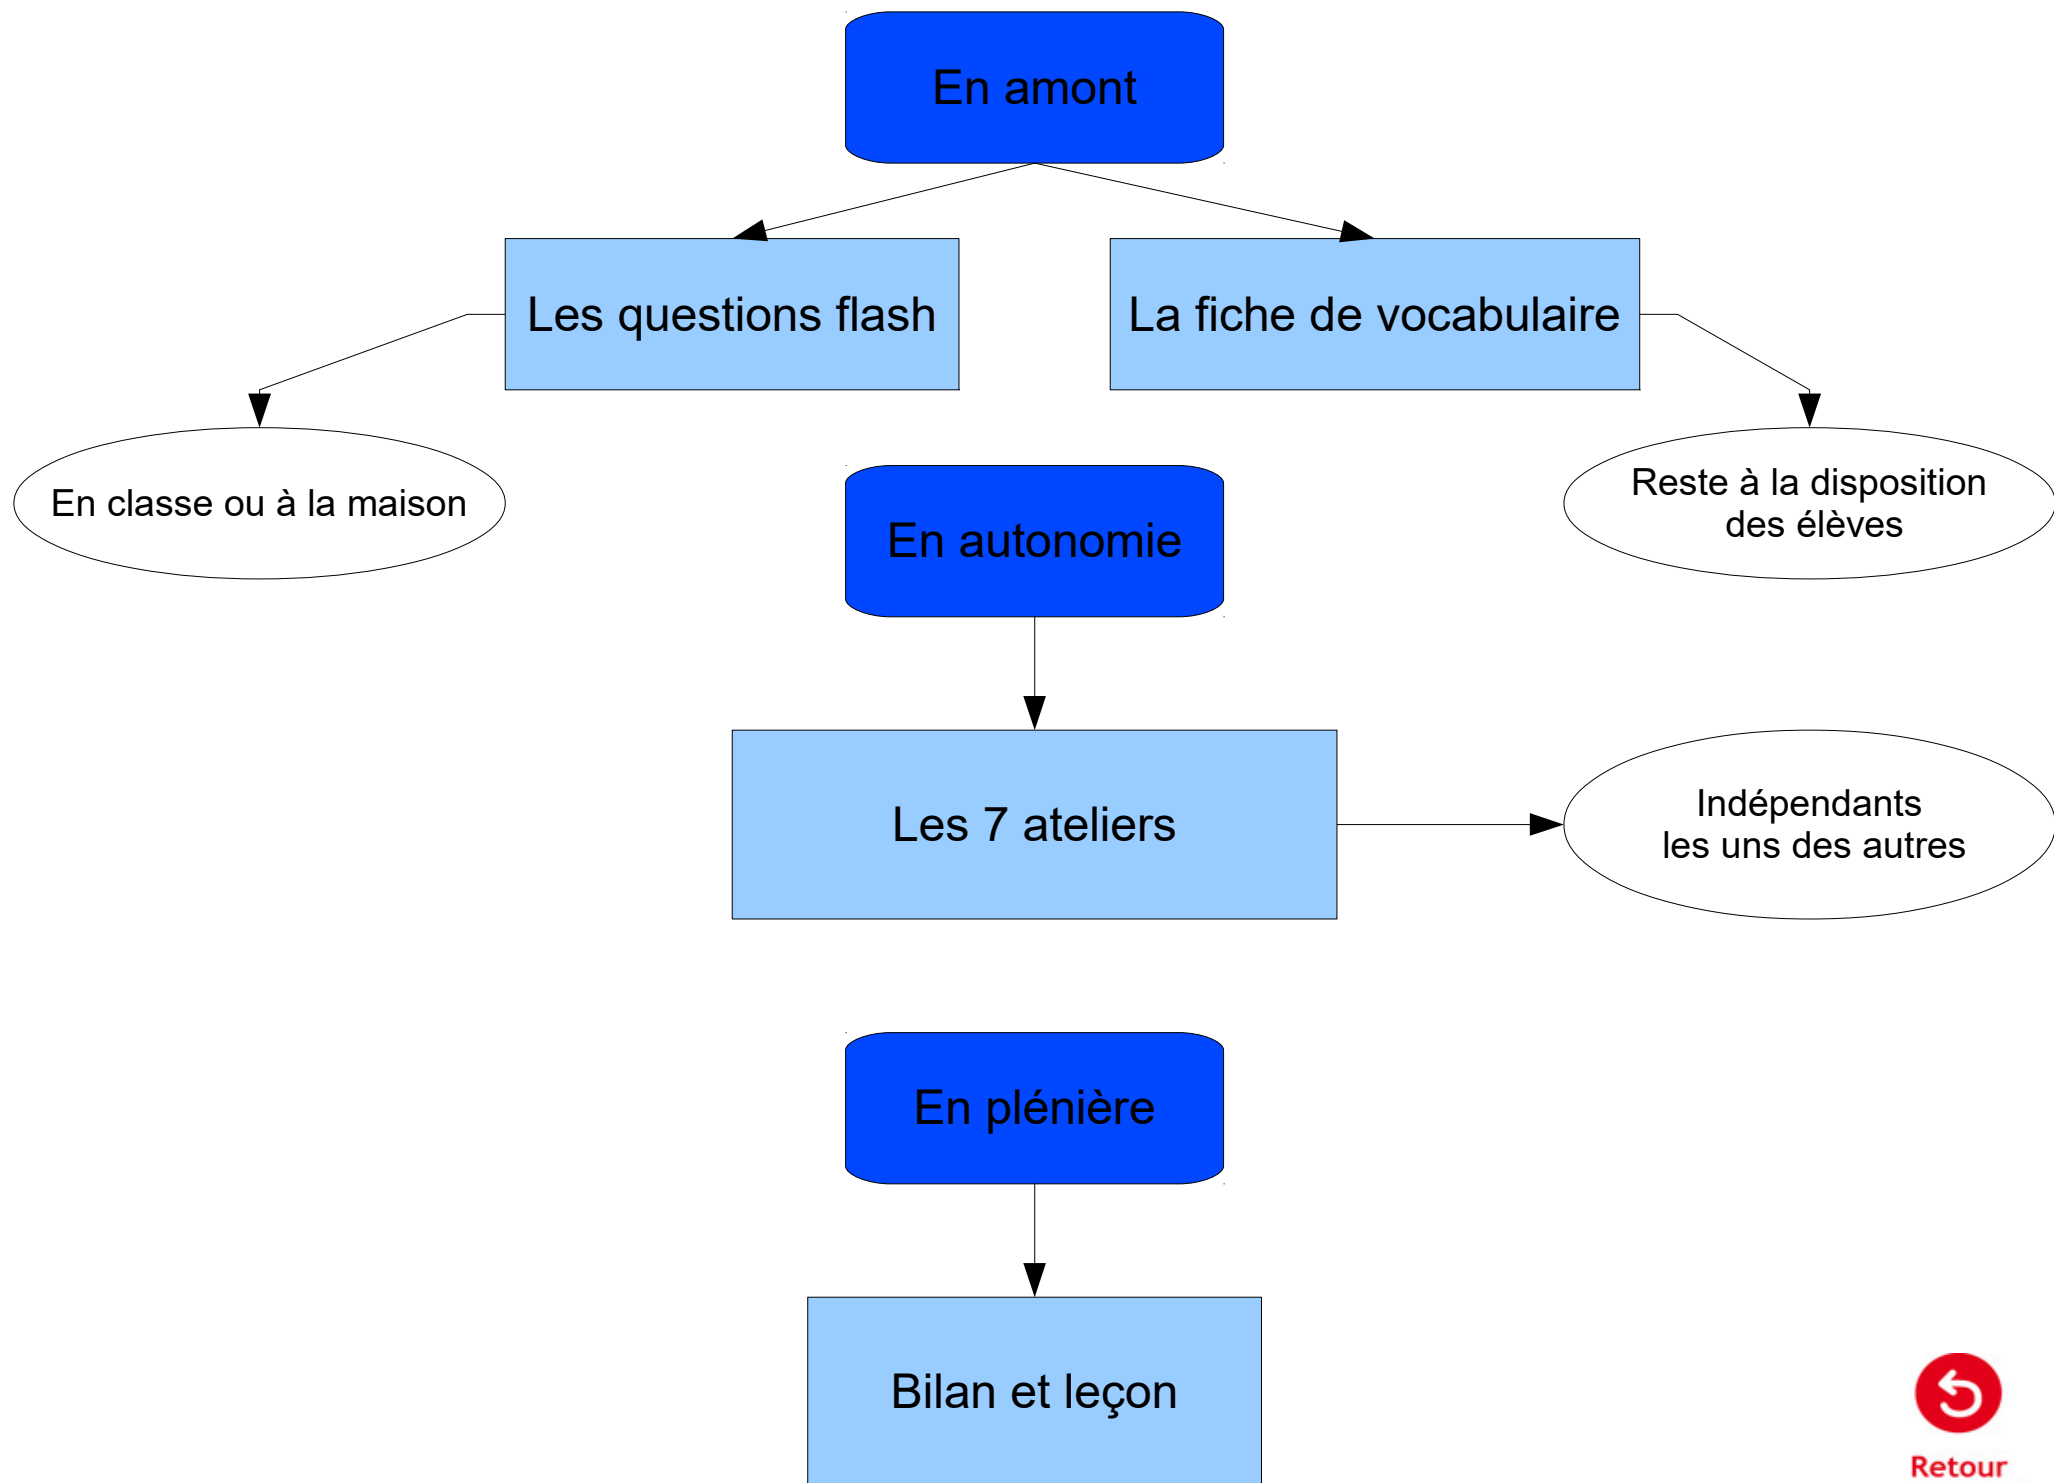 En amont
Les questions flash
La fiche de vocabulaire
En classe ou à la maison
Reste à la disposition
des élèves
En autonomie
Les 7 ateliers
Indépendants
les uns des autres
En plénière
Bilan et leçon
Retour